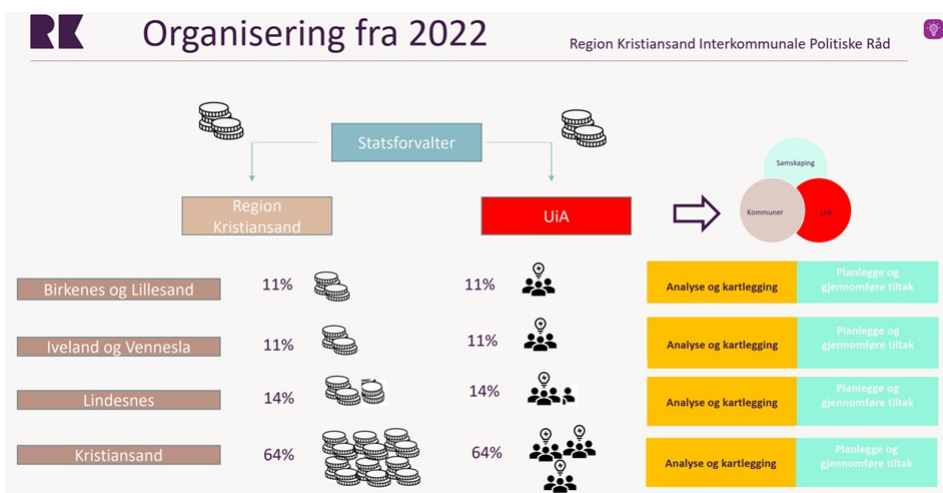 RK
Organisering fra 2022
Region Kristiansand Interkommunale Politiske Råd
Statsforvalter
Region
Kristiansand
UiA
Samskaping
Kommuner
UiA
Birkenes og Lillesand
11%
11%
Analyse og kartlegging
Planlegge og
gjennomføre tiltak
Iveland og Vennesla
11%
11%
Analyse og kartlegging
Planlegge og
gjennomføre tiltak
Lindesnes
14%
14%
Analyse og kartlegging
Planlegge og
gjennomføre tiltak
Kristiansand
64%
64%
Analyse og kartlegging
Planlegge og
gjennomføre tiltak